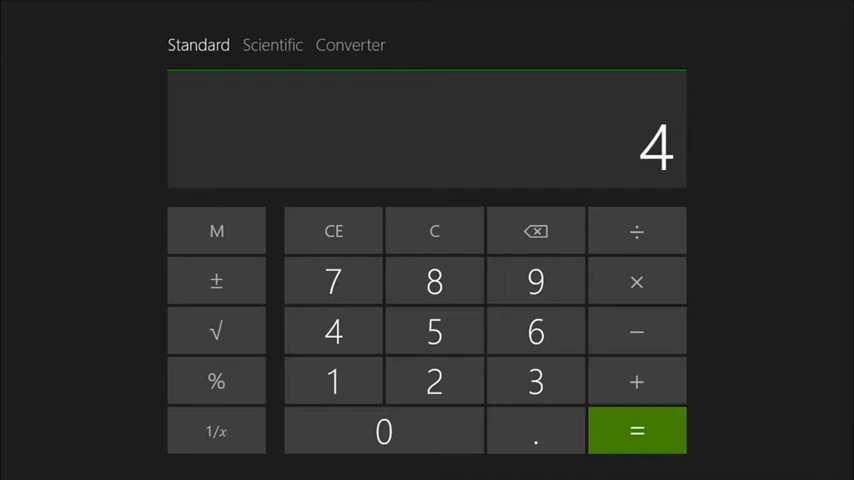 Standard Scientific Converter
4
M CE C ÷
± 7 8 9 ×
√ 4 5 6 −
% 1 2 3 +
1/x 0 . =